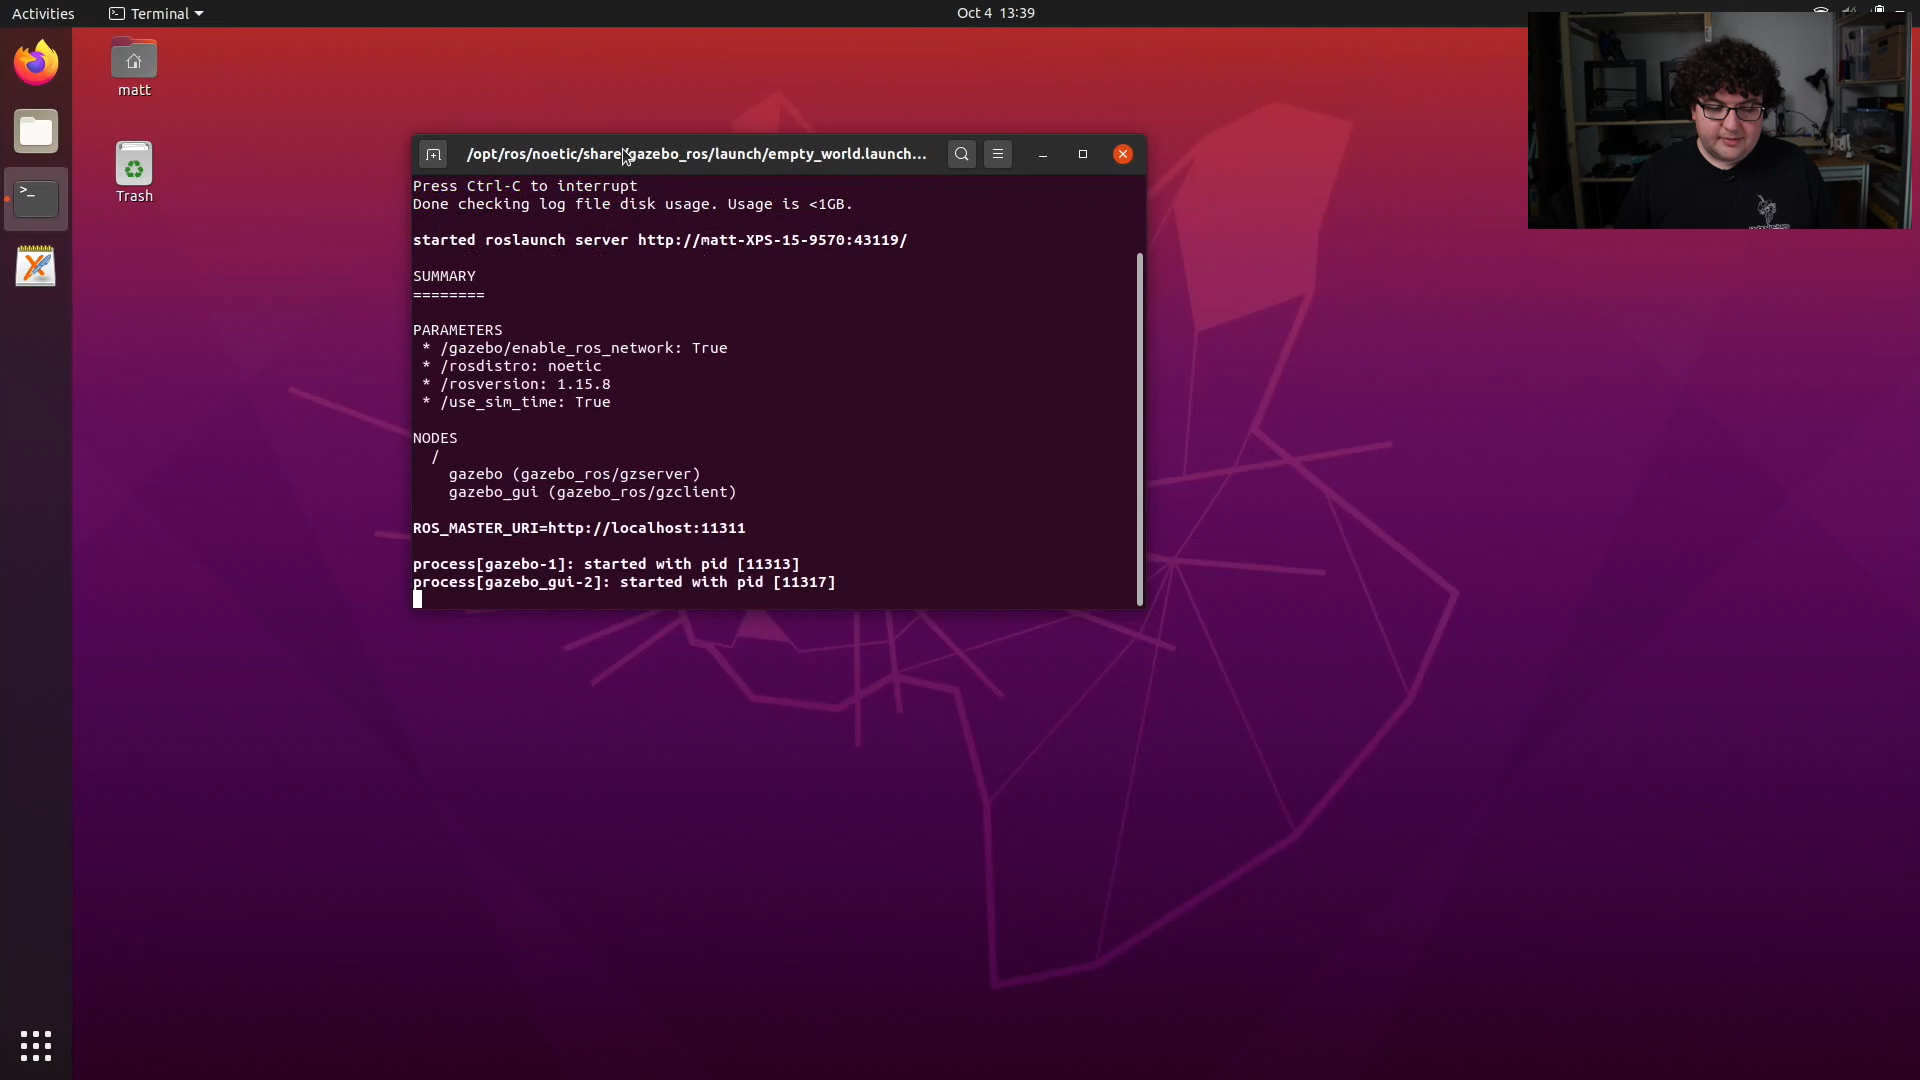 Activities
Terminal
Oct 4 13:39
matt
Trash
/opt/ros/noetic/share/gazebo_ros/launch/empty_world.launch...
Press Ctrl-C to interrupt
Done checking log file disk usage. Usage is <1GB.
started roslaunch server http://matt-XPS-15-9570:43119/
SUMMARY
========
PARAMETERS
* /gazebo/enable_ros_network: True
* /rosdistro: noetic
* /rosversion: 1.15.8
* /use_sim_time: True
NODES
/
gazebo (gazebo_ros/gzserver)
gazebo_gui (gazebo_ros/gzclient)
ROS_MASTER_URI=http://localhost:11311
process[gazebo-1]: started with pid [11313]
process[gazebo_gui-2]: started with pid [11317]